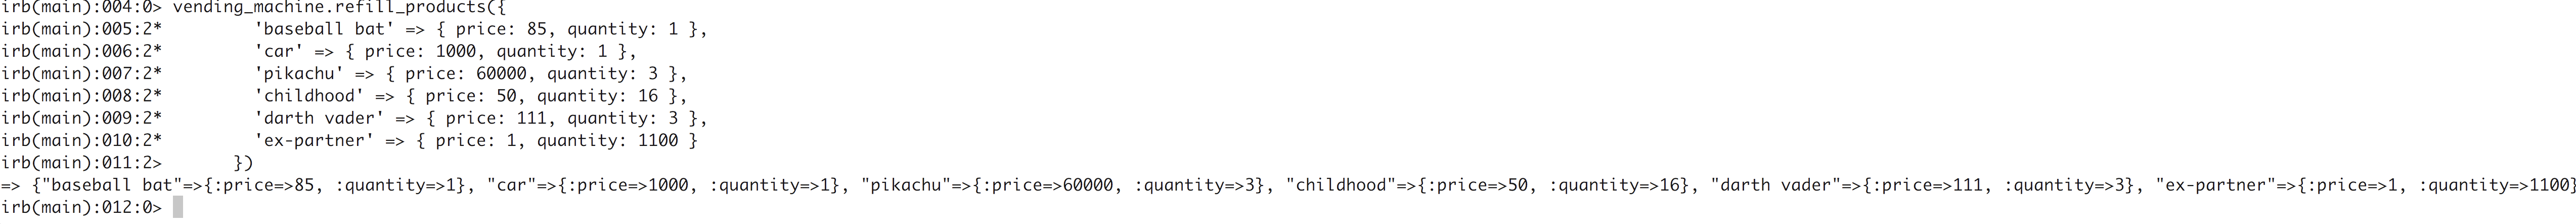 irb(main):004:0> vending_machine.refill_products({
irb(main):005:2*         'baseball bat' => { price: 85, quantity: 1 },
irb(main):006:2*         'car' => { price: 1000, quantity: 1 },
irb(main):007:2*         'pikachu' => { price: 60000, quantity: 3 },
irb(main):008:2*         'childhood' => { price: 50, quantity: 16 },
irb(main):009:2*         'darth vader' => { price: 111, quantity: 3 },
irb(main):010:2*         'ex-partner' => { price: 1, quantity: 1100 }
irb(main):011:2>       })
=> {"baseball bat"=>{:price=>85, :quantity=>1}, "car"=>{:price=>1000, :quantity=>1}, "pikachu"=>{:price=>60000, :quantity=>3}, "childhood"=>{:price=>50, :quantity=>16}, "darth vader"=>{:price=>111, :quantity=>3}, "ex-partner"=>{:price=>1, :quantity=>1100}
irb(main):012:0>